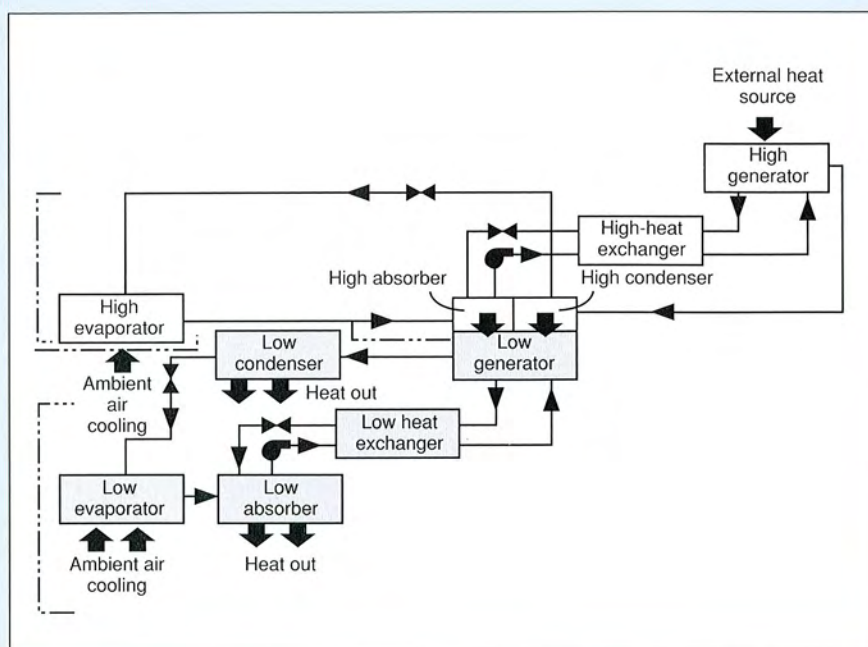 External heat
source
High
generator
High-heat
exchanger
High absorber
High condenser
High
evaporator
Low
condenser
Low
generator
Ambient
air
cooling
Heat out
Low heat
exchanger
Low
evaporator
Low
absorber
Ambient air
cooling
Heat out